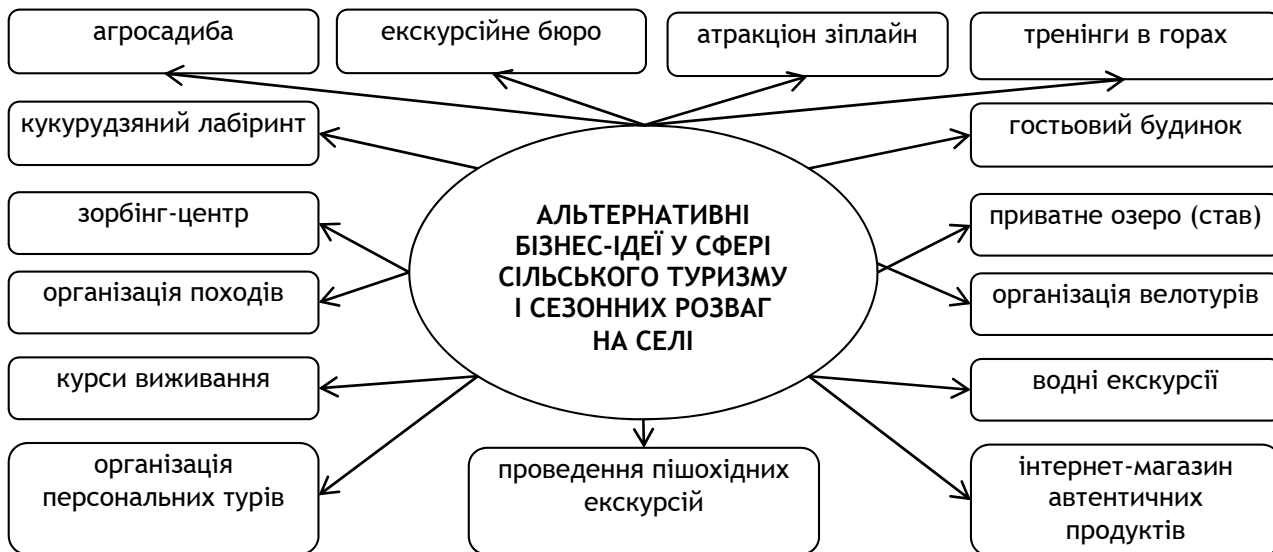 агросадиба
екскурсійне бюро
атракціон зіплайн
тренінги в горах
кукурудзяний лабіринт
гостьовий будинок
зорбінг-центр
АЛЬТЕРНАТИВНІ
БІЗНЕС-ІДЕЇ У СФЕРІ
СІЛЬСЬКОГО ТУРИЗМУ
І СЕЗОННИХ РОЗВАГ
НА СЕЛІ
приватне озеро (став)
організація походів
організація велотурів
курси виживання
водні екскурсії
організація
персональних турів
проведення пішохідних
екскурсій
інтернет-магазин
автентичних
продуктів